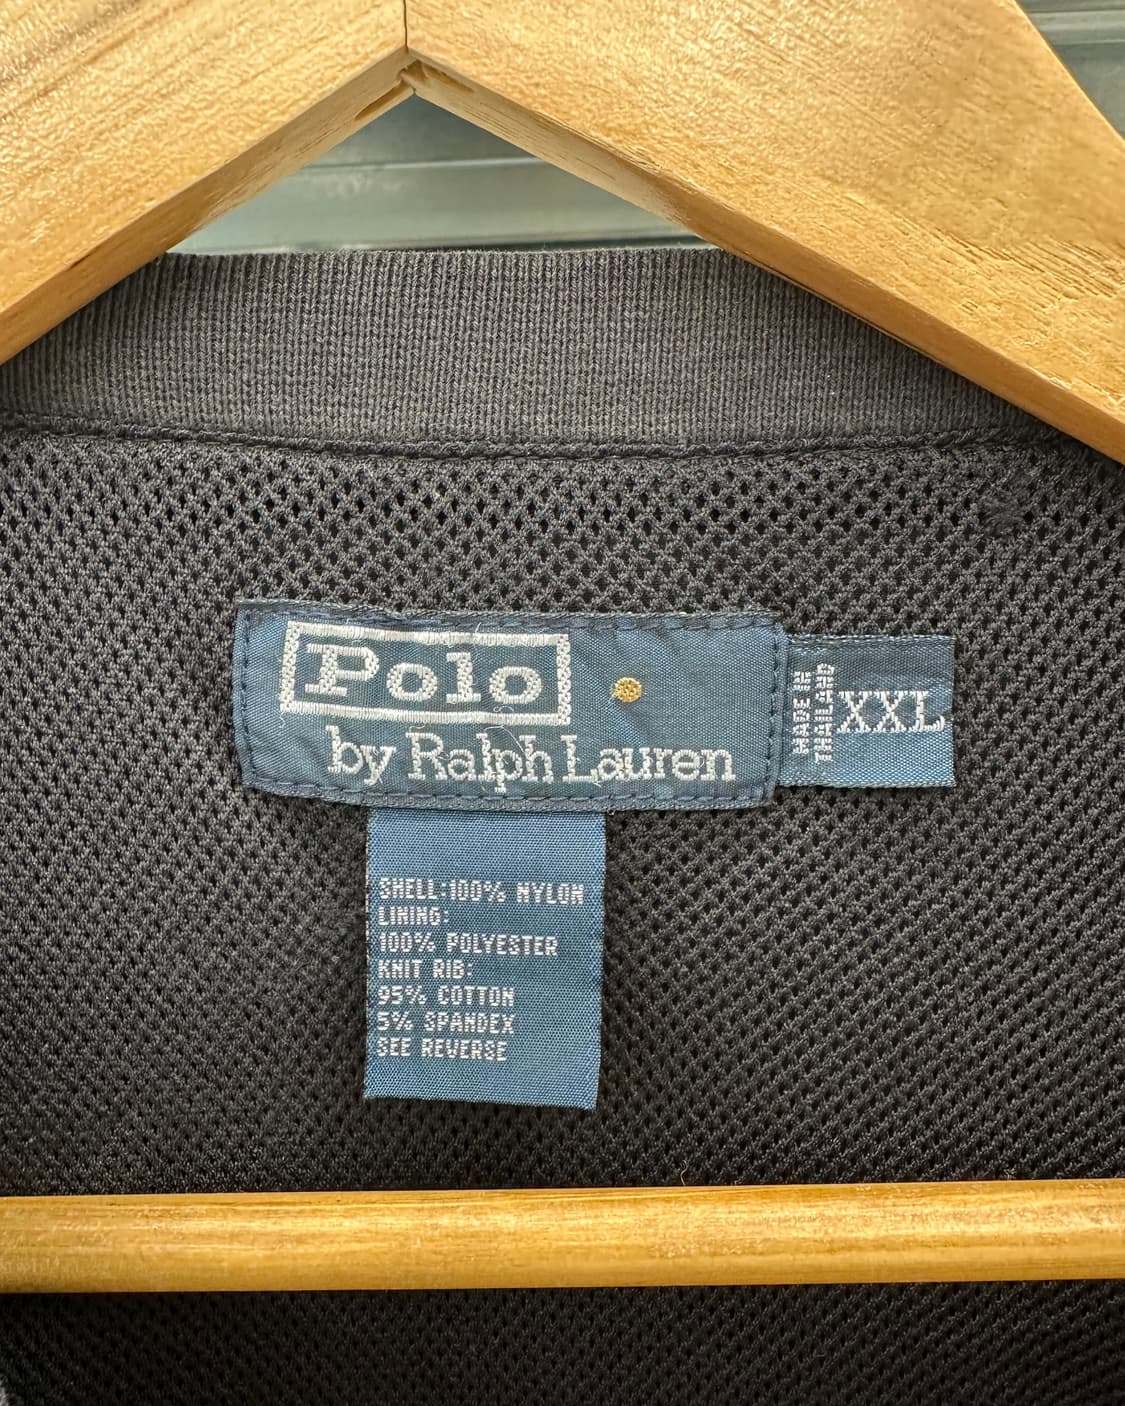 Polo
by Ralph Lauren
MADE IN
THAILAND
XXL
SHELL:100% NYLON
LINING:
100% POLYESTER
KNIT RIB:
95% COTTON
5% SPANDEX
SEE REVERSE